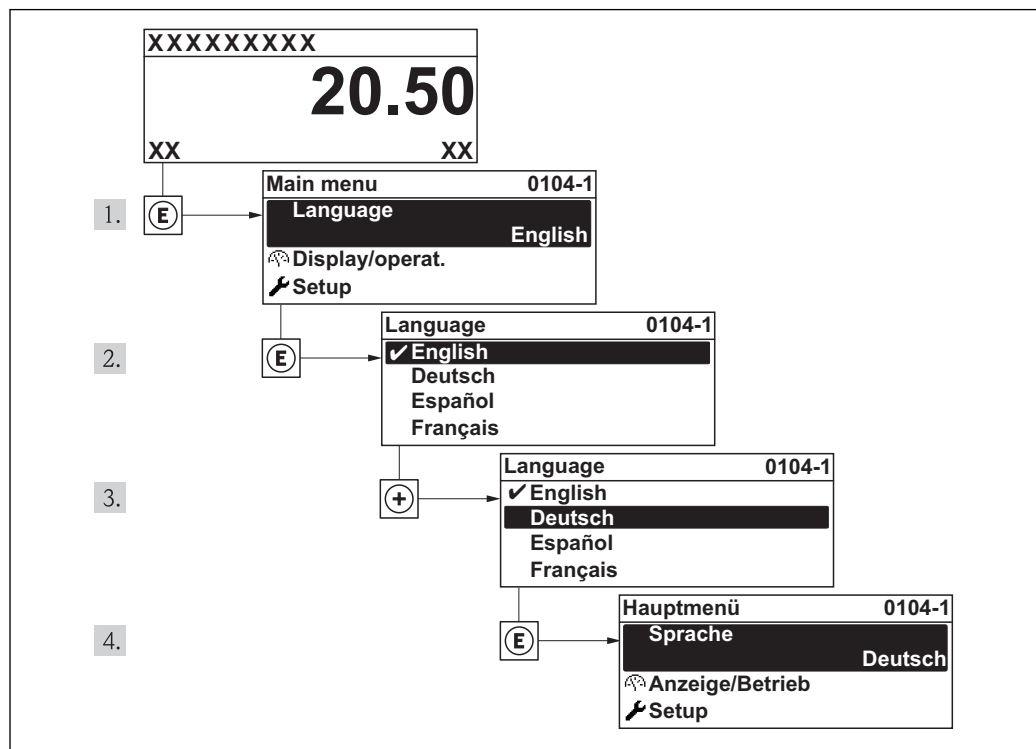 XXXXXXXXX
20.50
XX XX
1. E
Main menu 0104-1
Language
English
Display/operat.
Setup
2. E
Language 0104-1
✔ English
Deutsch
Español
Français
3. +
Language 0104-1
✔ English
Deutsch
Español
Français
4. E
Hauptmenü 0104-1
Sprache
Deutsch
Anzeige/Betrieb
Setup